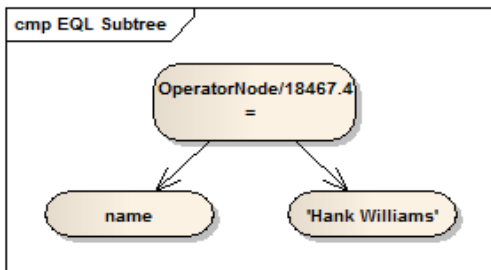 cmp EQL Subtree
OperatorNode/18467.4
=
name
'Hank Williams'